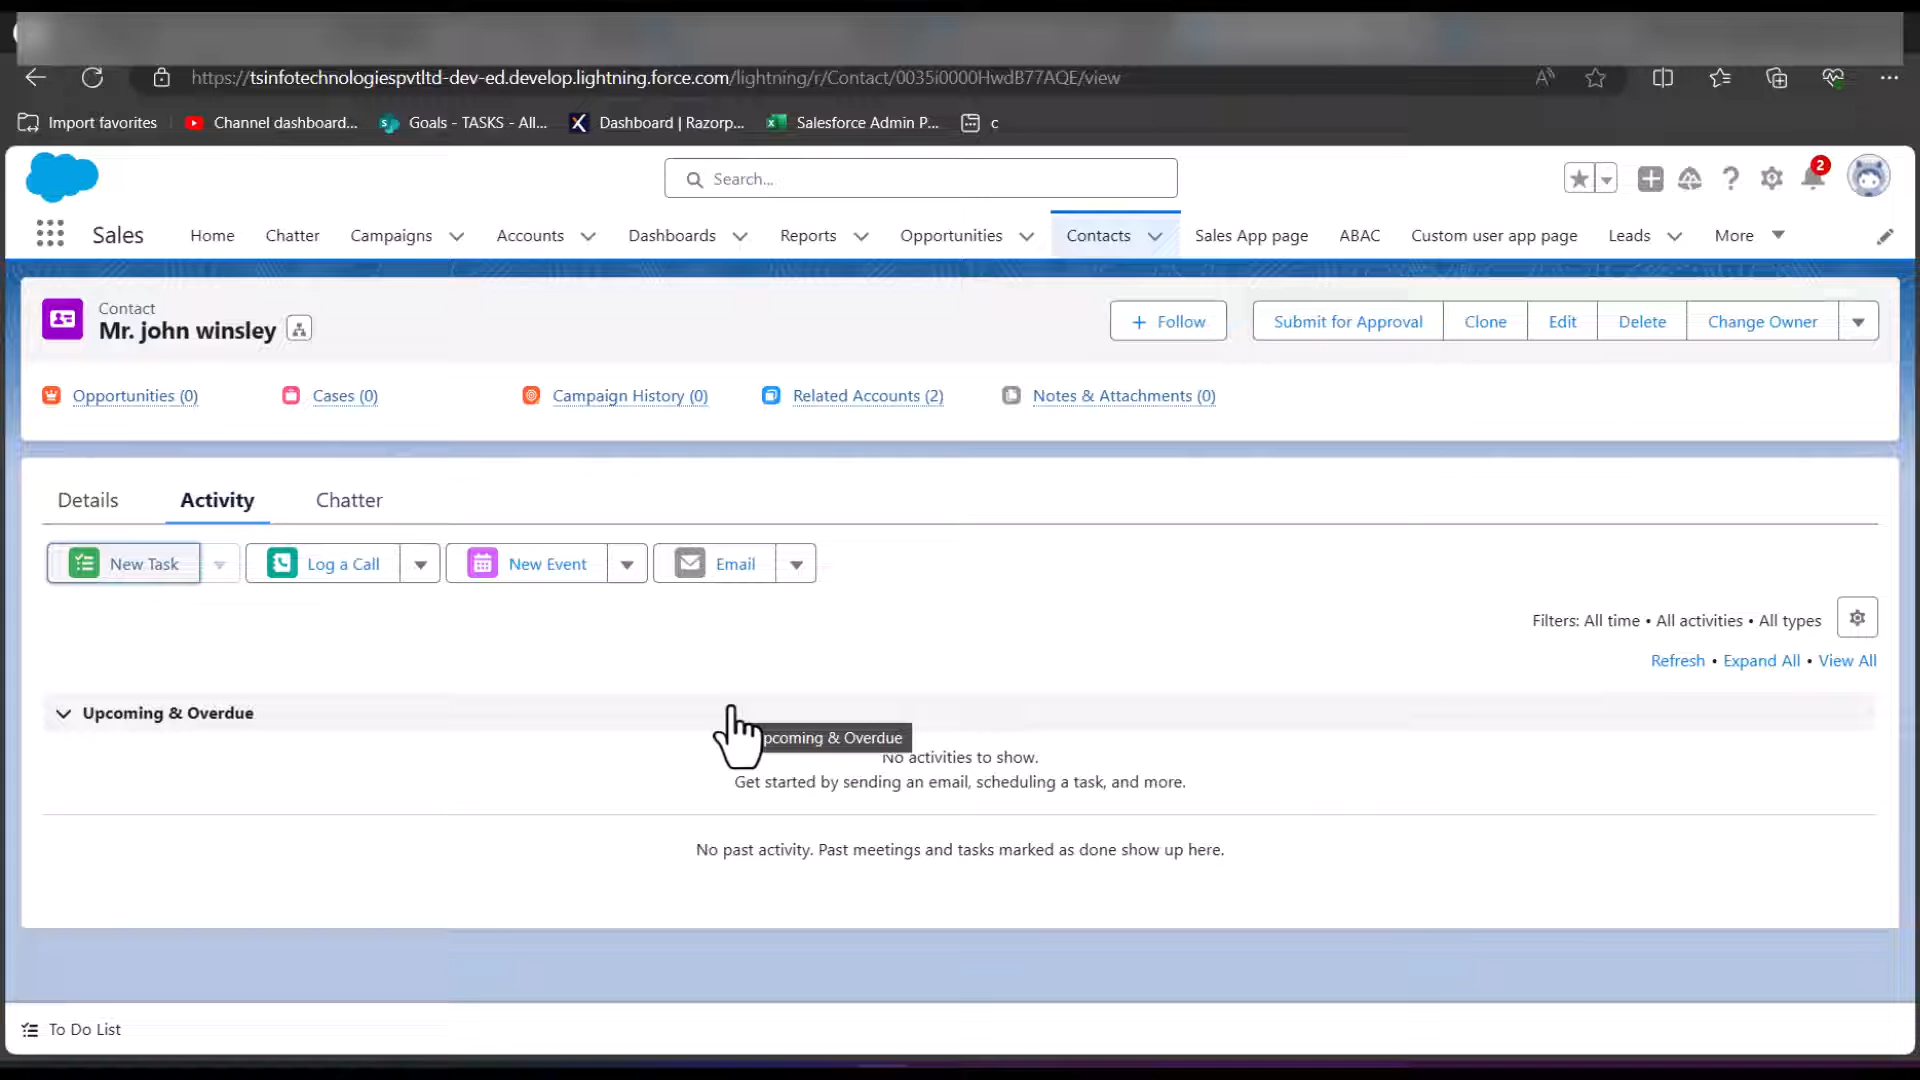 https://tsinfotechnologiespvtltd-dev-ed.develop.lightning.force.com/lightning/r/Contact/0035i0000HwdB77AQE/view
Import favorites Channel dashboard... Goals - TASKS - All... Dashboard | Razorp... Salesforce Admin P... c
Search...
2
Sales Home Chatter Campaigns Accounts Dashboards Reports Opportunities Contacts Sales App page ABAC Custom user app page Leads More
Contact
Mr. john winsley
Follow Submit for Approval Clone Edit Delete Change Owner
Opportunities (0) Cases (0) Campaign History (0) Related Accounts (2) Notes & Attachments (0)
Details Activity Chatter
New Task Log a Call New Event Email
Filters: All time • All activities • All types
Refresh • Expand All • View All
Upcoming & Overdue
pcoming & Overdue
No activities to show.
Get started by sending an email, scheduling a task, and more.
No past activity. Past meetings and tasks marked as done show up here.
To Do List